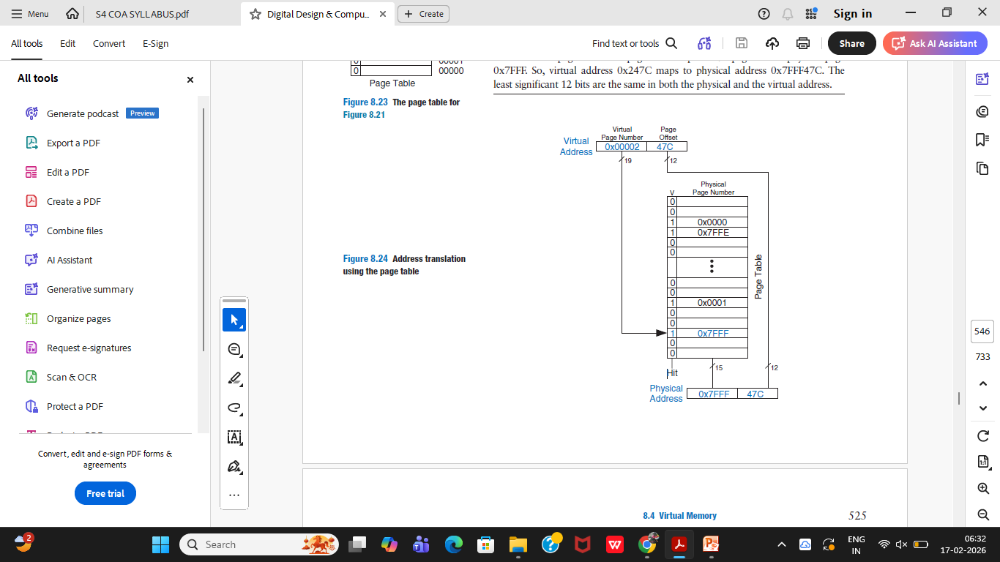 Menu
S4 COA SYLLABUS.pdf
Digital Design & Compu...
Create
Sign in
All tools
Edit
Convert
E-Sign
Find text or tools
Share
Ask AI Assistant
All tools
Generate podcast
Preview
Export a PDF
Edit a PDF
Create a PDF
Combine files
AI Assistant
Generative summary
Organize pages
Request e-signatures
Scan & OCR
Protect a PDF
Convert, edit and e-sign PDF forms &
agreements
Free trial
0
00000
Page Table
0x7FFF. So, virtual address 0x247C maps to physical address 0x7FFF47C. The
least significant 12 bits are the same in both the physical and the virtual address.
Figure 8.23 The page table for
Figure 8.21
Virtual
Page Number
Page
Offset
Virtual
Address
0x00002
47C
19
12
Physical
Page Number
V
0
0
1 0x0000
1 0x7FFE
0
0
0
0
1 0x0001
0
0
1 0x7FFF
0
0
Page Table
Hit
15
12
Physical
Address
0x7FFF
47C
Figure 8.24 Address translation
using the page table
8.4 Virtual Memory
525
546
733
1:1
2
Search
ENG
IN
06:32
17-02-2026